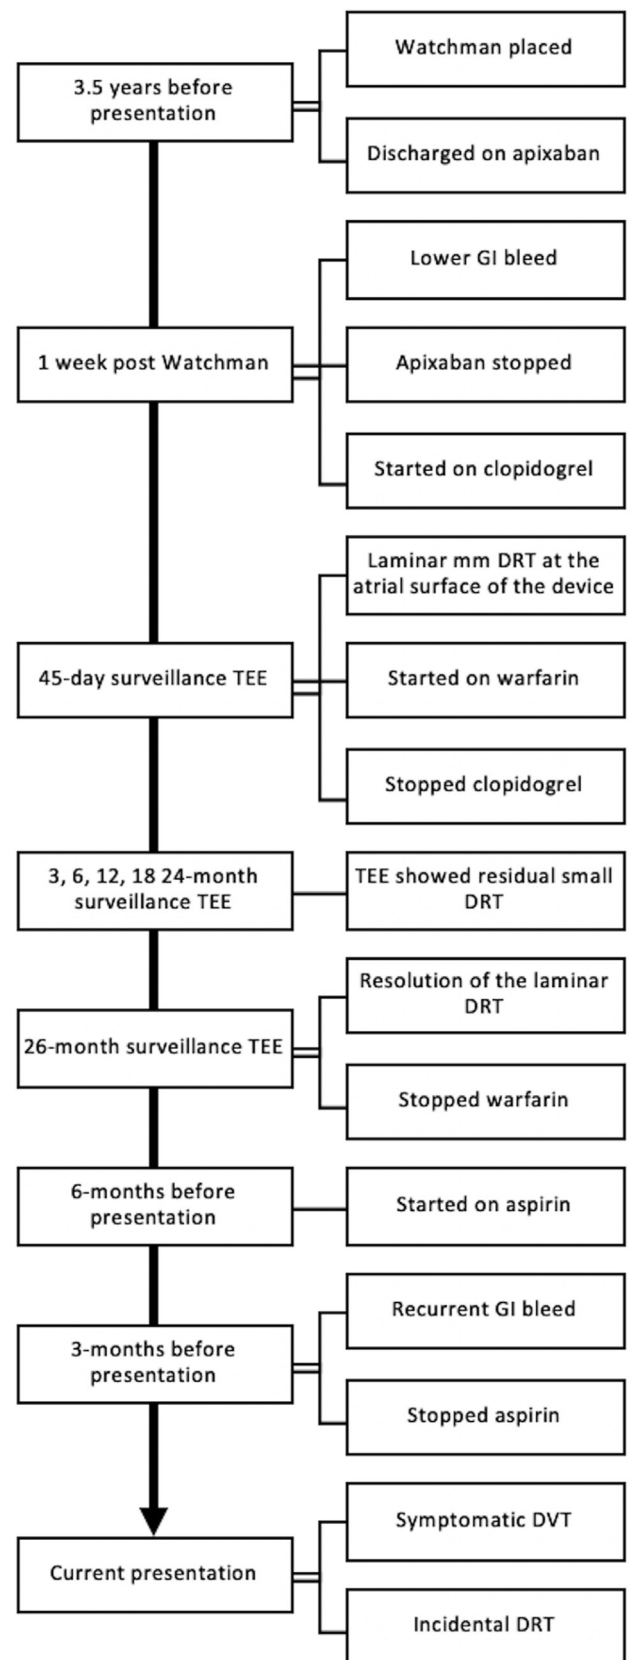 3.5 years before
presentation
Watchman placed
Discharged on apixaban
1 week post Watchman
Lower GI bleed
Apixaban stopped
Started on clopidogrel
45-day surveillance TEE
Laminar mm DRT at the
atrial surface of the device
Started on warfarin
Stopped clopidogrel
3, 6, 12, 18 24-month
surveillance TEE
TEE showed residual small
DRT
26-month surveillance TEE
Resolution of the laminar
DRT
Stopped warfarin
6-months before
presentation
Started on aspirin
3-months before
presentation
Recurrent GI bleed
Stopped aspirin
Current presentation
Symptomatic DVT
Incidental DRT